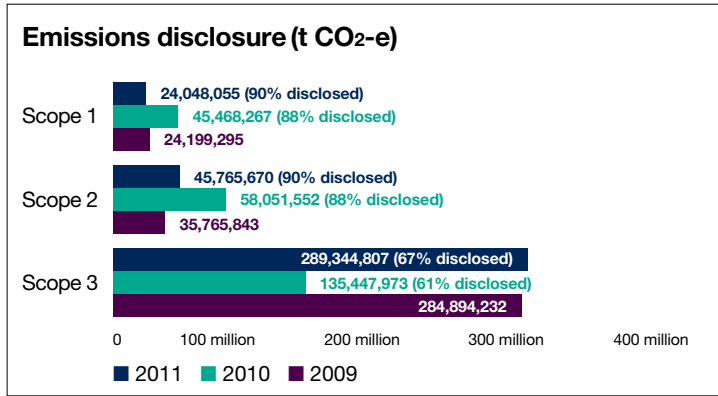 Emissions disclosure (t CO2-e)
Scope 1
24,048,055 (90% disclosed)
45,468,267 (88% disclosed)
24,199,295
Scope 2
45,765,670 (90% disclosed)
58,051,552 (88% disclosed)
35,765,843
Scope 3
289,344,807 (67% disclosed)
135,447,973 (61% disclosed)
284,894,232
0 100 million 200 million 300 million 400 million
2011 2010 2009